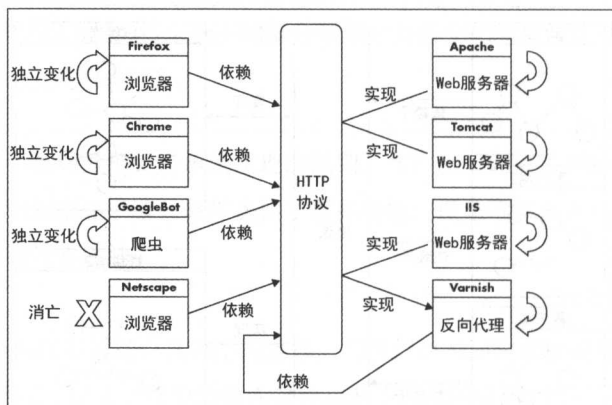 Firefox
浏览器
独立变化
依赖
Chrome
浏览器
独立变化
依赖
GoogleBot
爬虫
独立变化
依赖
Netscape
浏览器
消亡
依赖
HTTP
协议
Apache
Web服务器
实现
Tomcat
Web服务器
实现
IIS
Web服务器
实现
Varnish
反向代理
实现
依赖